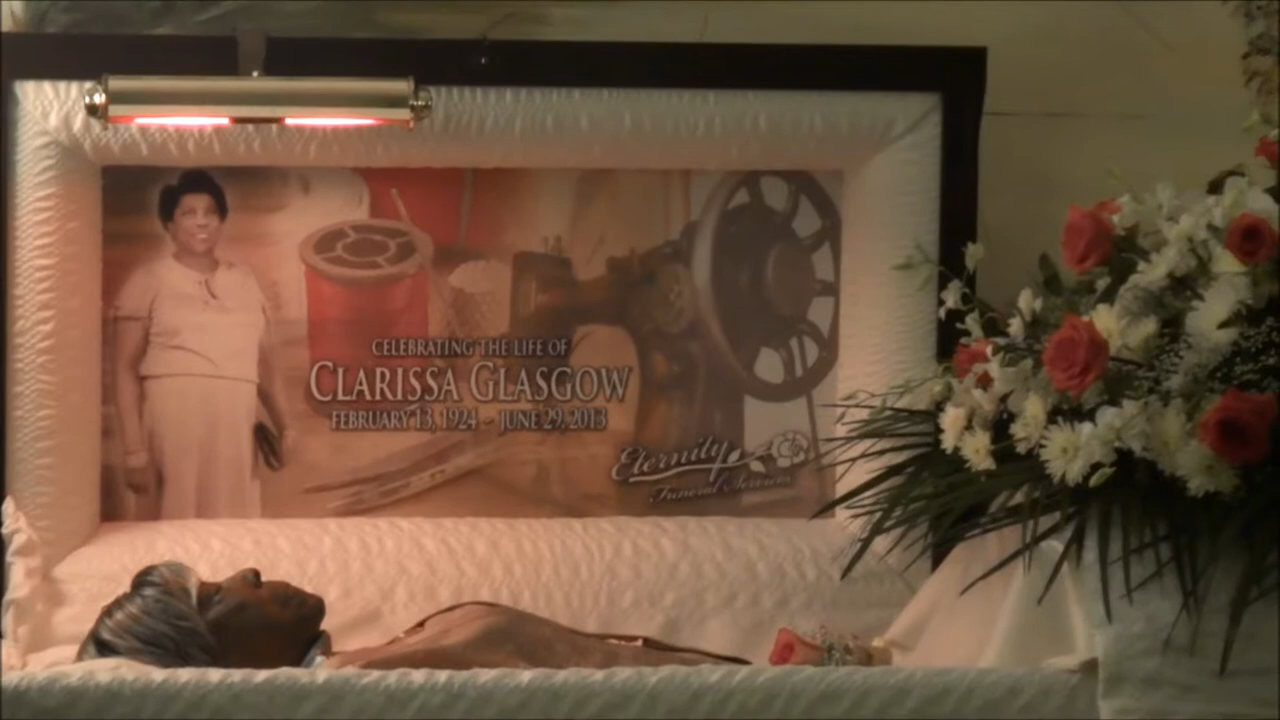 CELEBRATING THE LIFE OF
CLARISSA GLASGOW
FEBRUARY 13, 1924 - JUNE 29, 2013
Eternity
Funeral Services